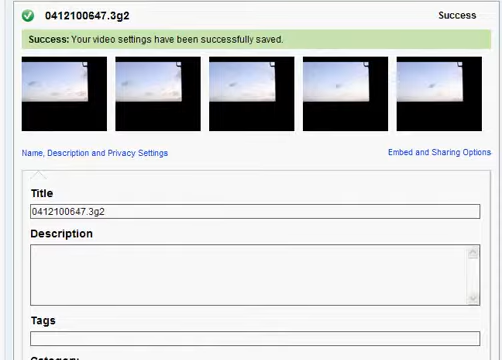 0412100647.3g2 Success
Success: Your video settings have been successfully saved.
Name, Description and Privacy Settings Embed and Sharing Options
Title
0412100647.3g2
Description
Tags
Category